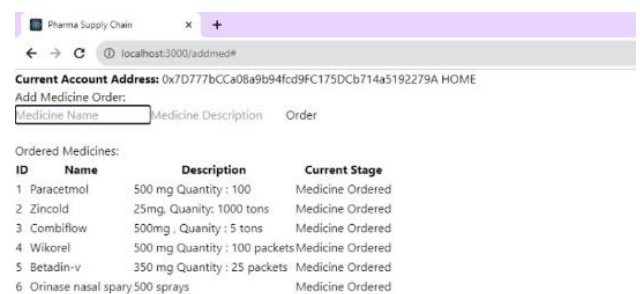 Pharma Supply Chain
localhost:3000/addmed#
Current Account Address: 0x7D777bCCa08a9b94fcd9FC175DCb714a5192279A HOME
Add Medicine Order:
Medicine Name Medicine Description Order
Ordered Medicines:
ID Name Description Current Stage
1 Paracetmol 500 mg Quantity : 100 Medicine Ordered
2 Zincold 25mg, Quanity: 1000 tons Medicine Ordered
3 Combiflow 500mg , Quanity : 5 tons Medicine Ordered
4 Wikorel 500 mg Quantity : 100 packets Medicine Ordered
5 Betadin-v 350 mg Quantity : 25 packets Medicine Ordered
6 Orinase nasal spary 500 sprays Medicine Ordered